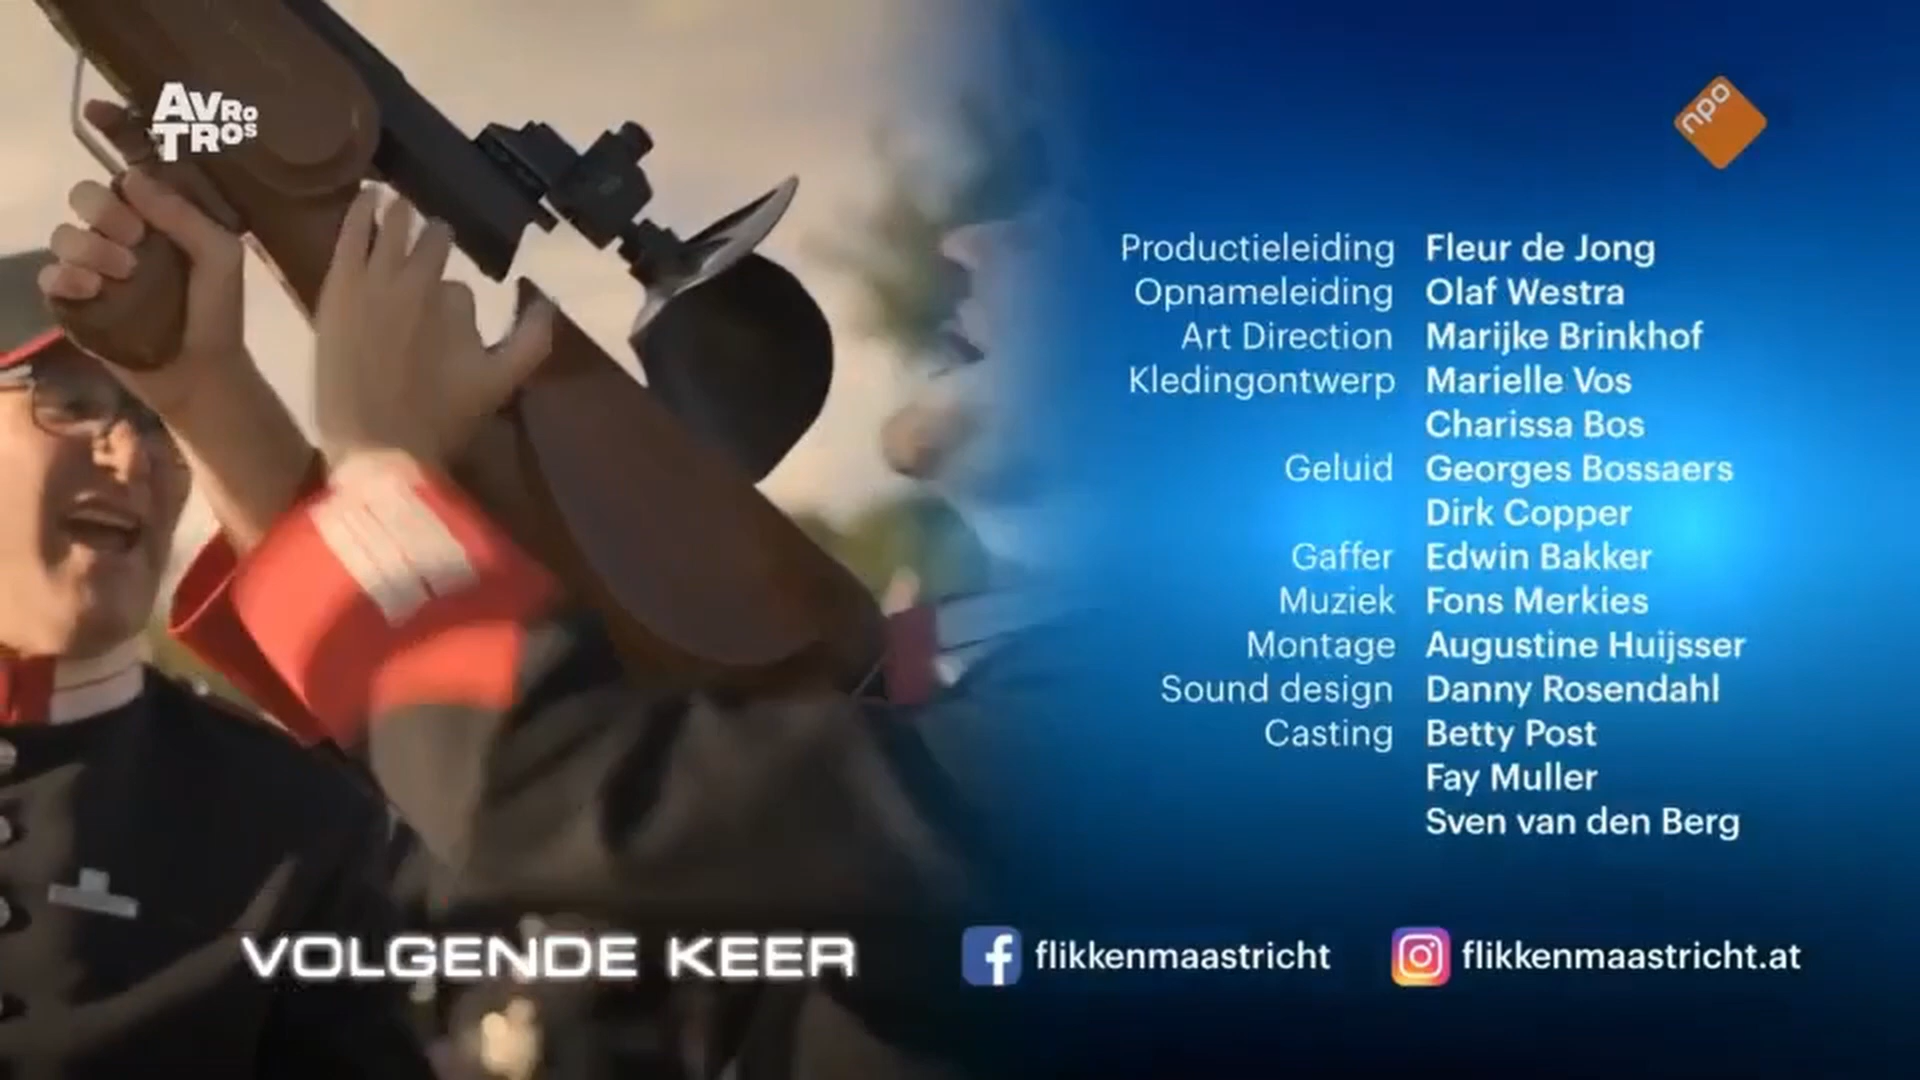 AVRO
TROS
npo
Productieleiding Fleur de Jong
Opnameleiding Olaf Westra
Art Direction Marijke Brinkhof
Kledingontwerp Marielle Vos
Charissa Bos
Geluid Georges Bossaers
Dirk Copper
Gaffer Edwin Bakker
Muziek Fons Merkies
Montage Augustine Huijsser
Sound design Danny Rosendahl
Casting Betty Post
Fay Muller
Sven van den Berg
VOLGENDE KEER
flikkenmaastricht flikkenmaastricht.at